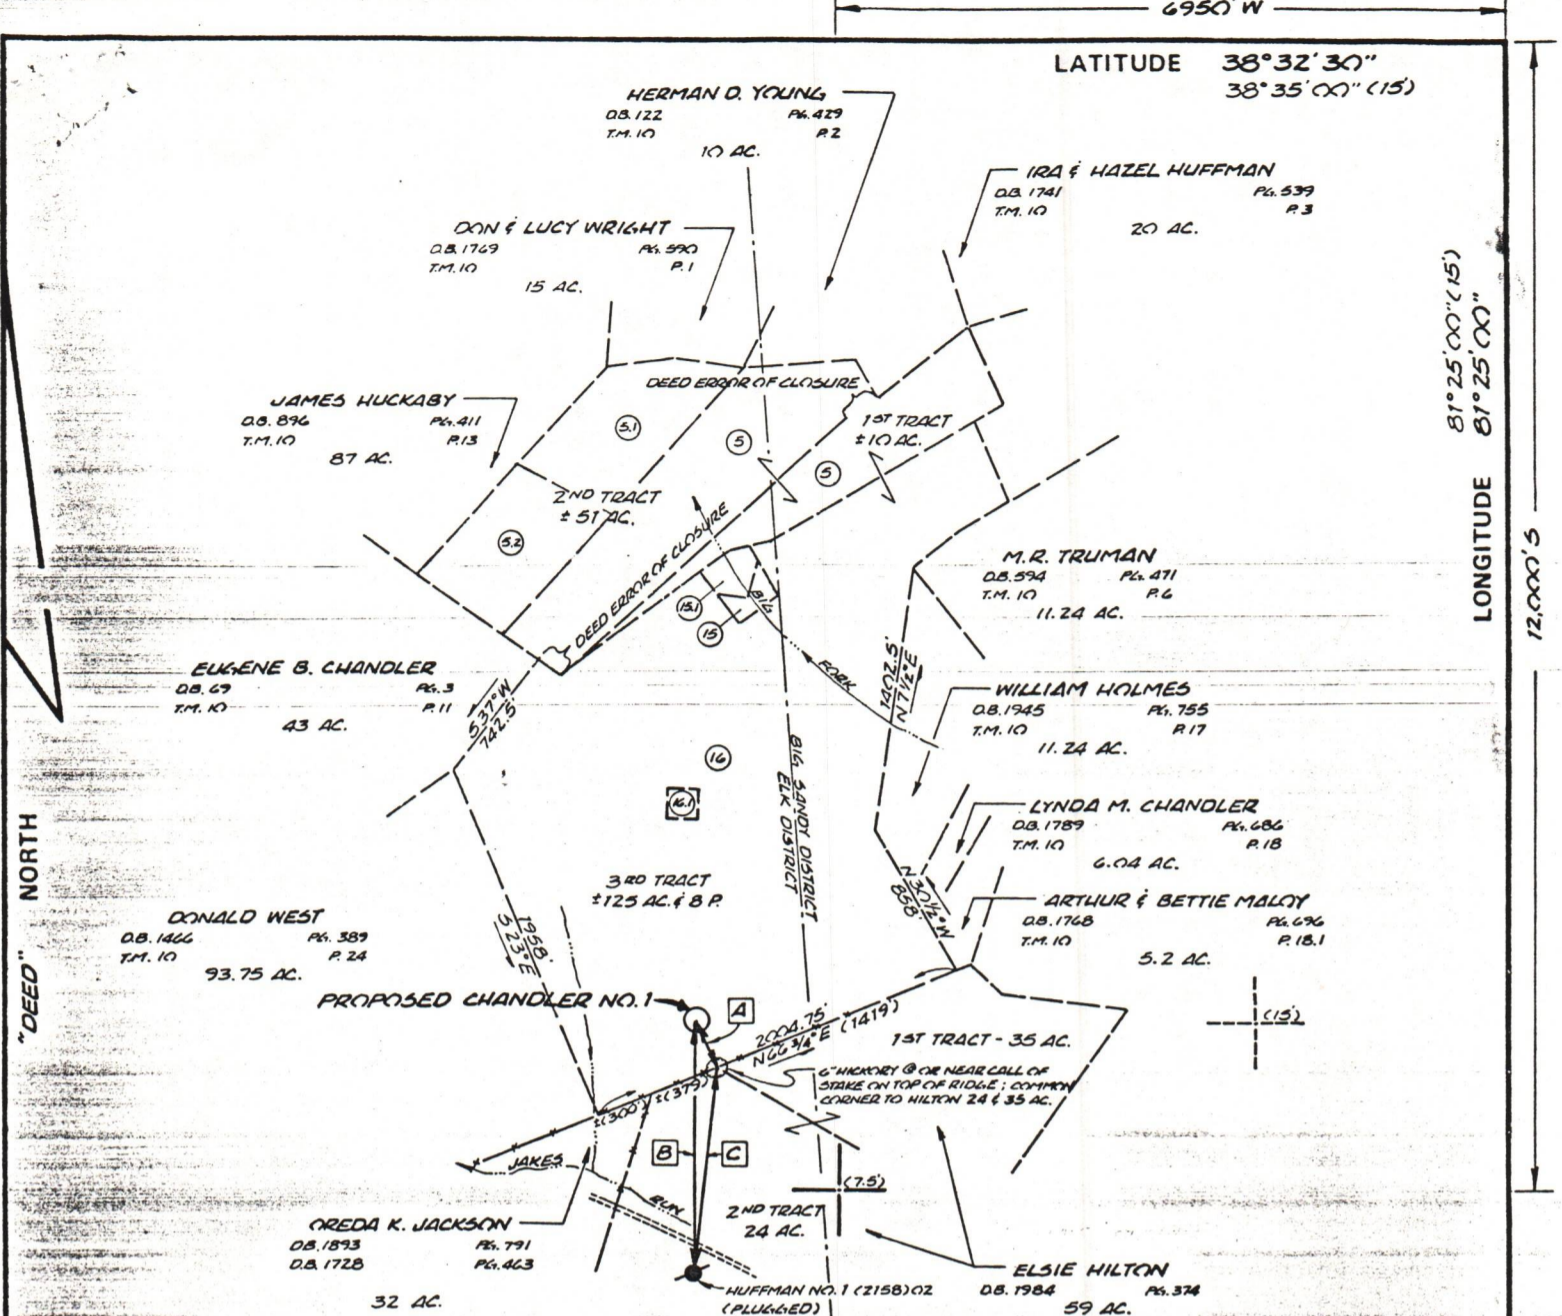 6950' W
LATITUDE 38°32'30"
38°35'00" (15')
HERMAN D. YOUNG
D.B. 122 PG. 429
T.M. 10 P. 2
10 AC.
IRA & HAZEL HUFFMAN
D.B. 1741 PG. 539
T.M. 10 P. 3
20 AC.
DON & LUCY WRIGHT
D.B. 1769 PG. 590
T.M. 10 P. 1
15 AC.
81°25'00" (15')
LONGITUDE 81°25'00"
12,000' S
DEED ERROR OF CLOSURE
JAMES HUCKABY
D.B. 896 PG. 411
T.M. 10 P. 13
87 AC.
5.1
5
1ST TRACT
± 10 AC.
5
2ND TRACT
± 51 AC.
5.2
DEED ERROR OF CLOSURE
M.R. TRUMAN
D.B. 594 PG. 471
T.M. 10 P. 6
11.24 AC.
15.1
15
BIG
FORK
1402.5'
N 7 1/2° E
EUGENE B. CHANDLER
D.B. 69 PG. 3
T.M. 10 P. 11
43 AC.
S 37° W
742.5'
WILLIAM HOLMES
D.B. 1945 PG. 755
T.M. 10 P. 17
11.24 AC.
16
16.1
BIG SANDY DISTRICT
ELK DISTRICT
LYNDA M. CHANDLER
D.B. 1789 PG. 686
T.M. 10 P. 18
6.04 AC.
N 30 1/2° W
858'
3RD TRACT
± 125 AC. & 8 P.
ARTHUR & BETTIE MALOY
D.B. 1768 PG. 696
T.M. 10 P. 18.1
5.2 AC.
"DEED" NORTH
DONALD WEST
D.B. 1466 PG. 389
T.M. 10 P. 24
93.75 AC.
1958'
S 23° E
PROPOSED CHANDLER NO. 1
A
2004.75'
N 66 3/4° E (1419')
(15')
1ST TRACT - 35 AC.
6" HICKORY @ OR NEAR CALL OF
STAKE ON TOP OF RIDGE; COMMON
CORNER TO HILTON 24 & 35 AC.
±(300') ±(379')
B
C
JAKES
RUN
(7.5')
2ND TRACT
24 AC.
OREDA K. JACKSON
D.B. 1893 PG. 791
D.B. 1728 PG. 463
32 AC.
HUFFMAN NO. 1 (2158) 02
(PLUGGED)
ELSIE HILTON
D.B. 1984 PG. 374
59 AC.